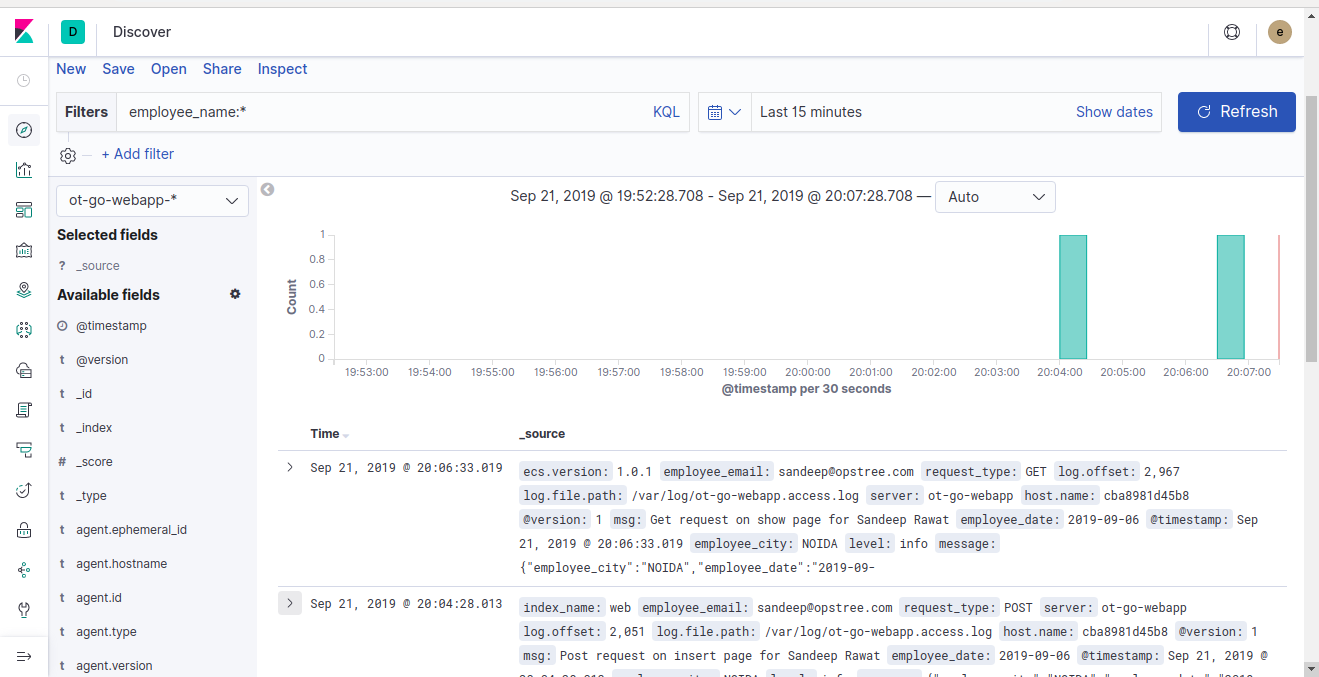 D Discover e
New Save Open Share Inspect
Filters employee_name:* KQL Last 15 minutes Show dates Refresh
+ Add filter
ot-go-webapp-*
Selected fields
? _source
Available fields
@timestamp
t @version
t _id
t _index
# _score
t _type
t agent.ephemeral_id
t agent.hostname
t agent.id
t agent.type
t agent.version
Sep 21, 2019 @ 19:52:28.708 - Sep 21, 2019 @ 20:07:28.708 — Auto
Count
1
0.8
0.6
0.4
0.2
0
19:53:00 19:54:00 19:55:00 19:56:00 19:57:00 19:58:00 19:59:00 20:00:00 20:01:00 20:02:00 20:03:00 20:04:00 20:05:00 20:06:00 20:07:00
@timestamp per 30 seconds
Time _source
Sep 21, 2019 @ 20:06:33.019 ecs.version: 1.0.1 employee_email: sandeep@opstree.com request_type: GET log.offset: 2,967
log.file.path: /var/log/ot-go-webapp.access.log server: ot-go-webapp host.name: cba8981d45b8
@version: 1 msg: Get request on show page for Sandeep Rawat employee_date: 2019-09-06 @timestamp: Sep
21, 2019 @ 20:06:33.019 employee_city: NOIDA level: info message:
{"employee_city":"NOIDA","employee_date":"2019-09-
Sep 21, 2019 @ 20:04:28.013 index_name: web employee_email: sandeep@opstree.com request_type: POST server: ot-go-webapp
log.offset: 2,051 log.file.path: /var/log/ot-go-webapp.access.log host.name: cba8981d45b8 @version: 1
msg: Post request on insert page for Sandeep Rawat employee_date: 2019-09-06 @timestamp: Sep 21, 2019 @